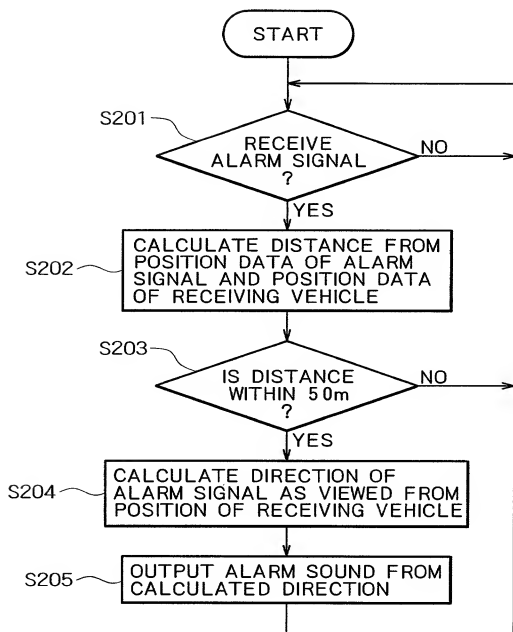 START
S201
RECEIVE
ALARM SIGNAL
?
NO
YES
S202
CALCULATE DISTANCE FROM
POSITION DATA OF ALARM
SIGNAL AND POSITION DATA
OF RECEIVING VEHICLE
S203
IS DISTANCE
WITHIN 50m
?
NO
YES
S204
CALCULATE DIRECTION OF
ALARM SIGNAL AS VIEWED FROM
POSITION OF RECEIVING VEHICLE
S205
OUTPUT ALARM SOUND FROM
CALCULATED DIRECTION